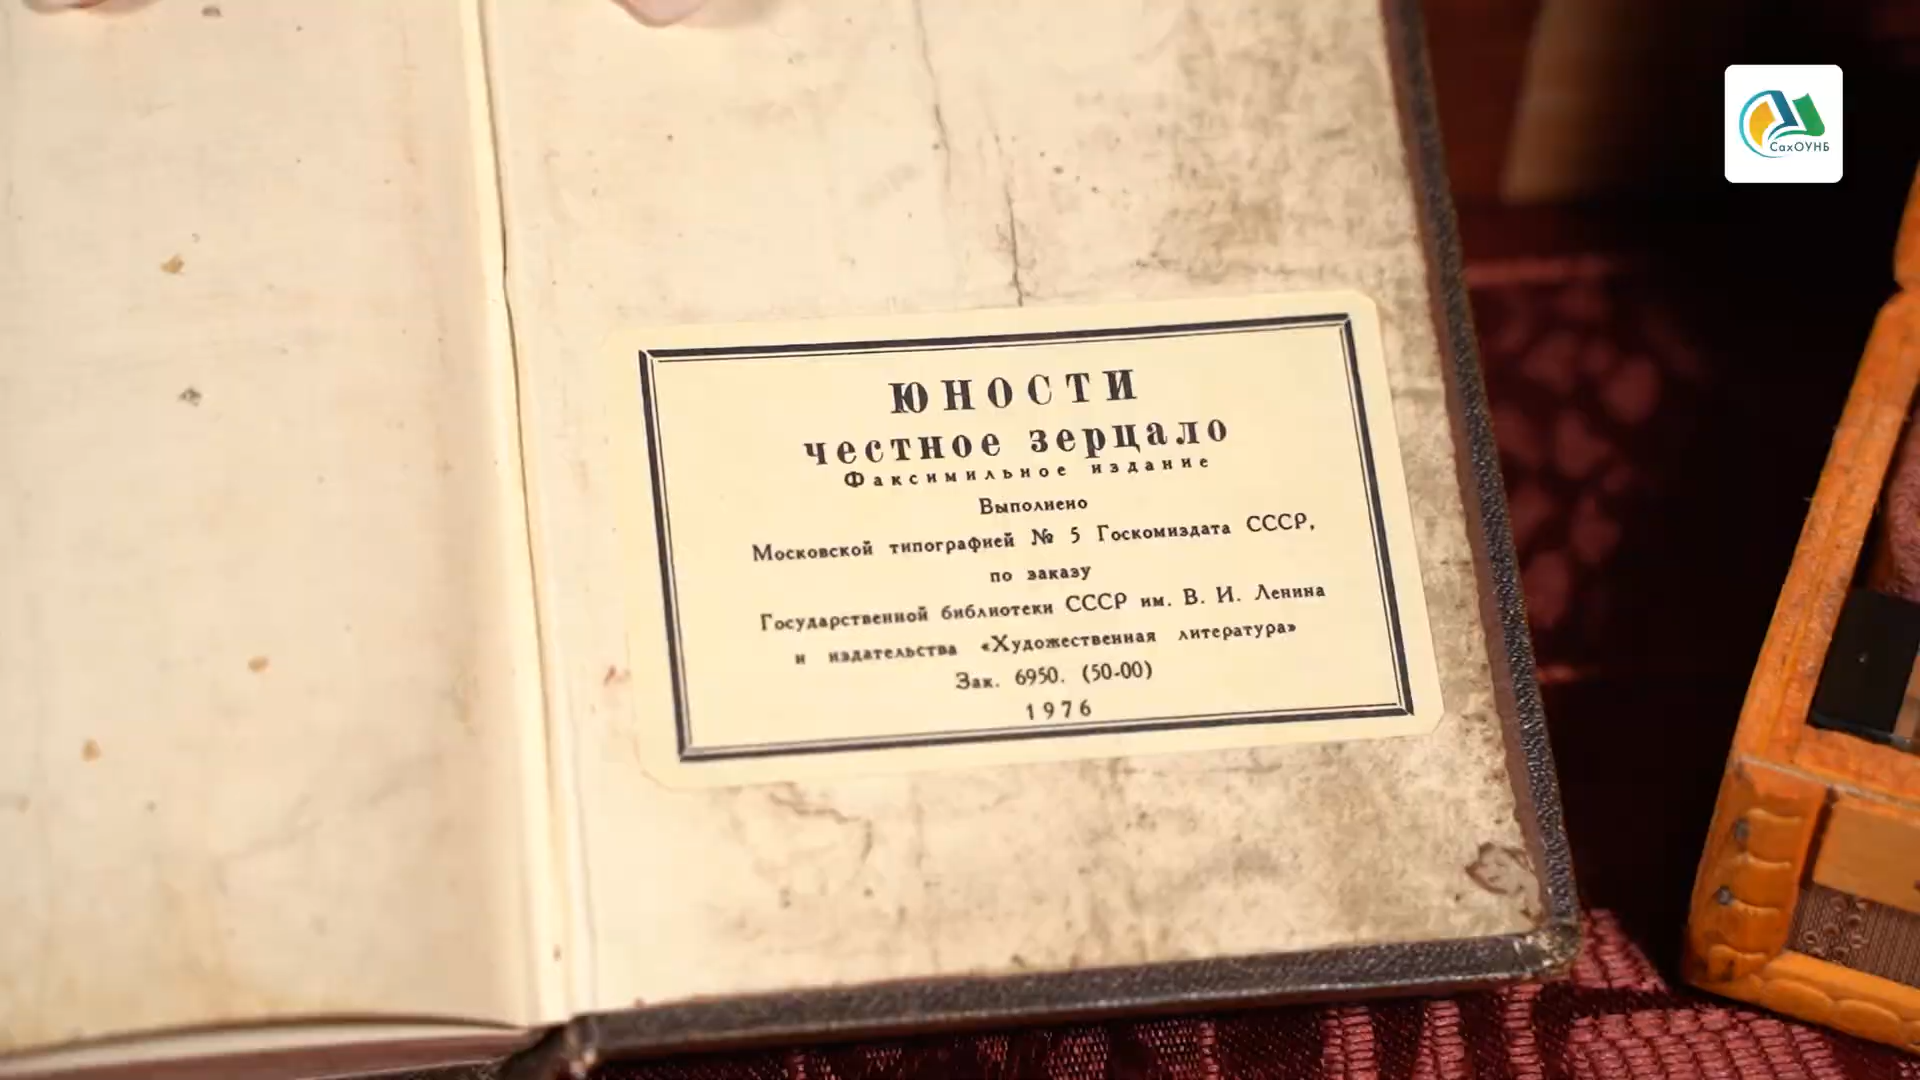 СахОУНБ
ЮНОСТИ
честное зерцало
Факсимильное издание
Выполнено
Московской типографией № 5 Госкомиздата СССР,
по заказу
Государственной библиотеки СССР им. В. И. Ленина
и издательства «Художественная литература»
Зак. 6950. (50-00)
1976